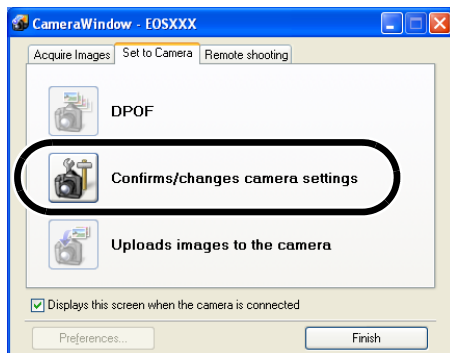 CameraWindow - EOSXXX
Acquire Images Set to Camera Remote shooting
DPOF
Confirms/changes camera settings
Uploads images to the camera
Displays this screen when the camera is connected
Preferences... Finish